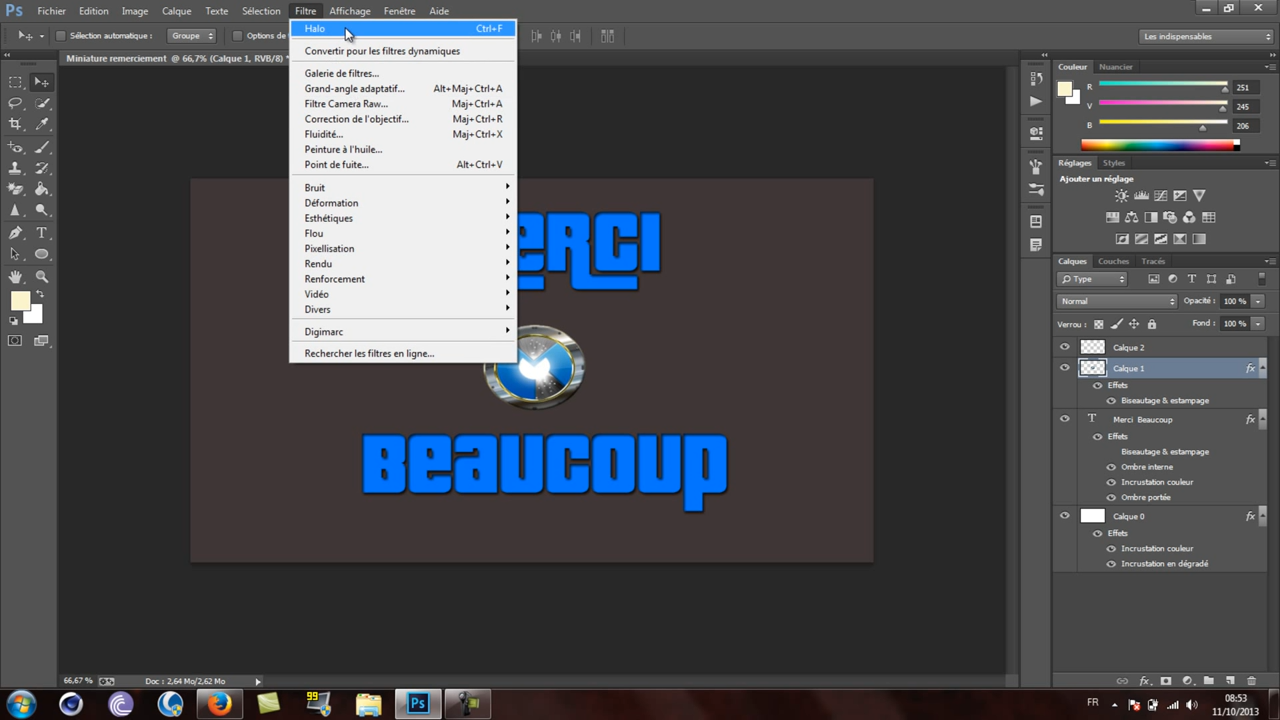 Ps Fichier Edition Image Calque Texte Sélection Filtre Affichage Fenêtre Aide
Sélection automatique : Groupe Options de
Les indispensables
Miniature remerciement @ 66,7% (Calque 1, RVB/8) *
Halo Ctrl+F
Convertir pour les filtres dynamiques
Galerie de filtres...
Grand-angle adaptatif... Alt+Maj+Ctrl+A
Filtre Camera Raw... Maj+Ctrl+A
Correction de l'objectif... Maj+Ctrl+R
Fluidité... Maj+Ctrl+X
Peinture à l'huile...
Point de fuite... Alt+Ctrl+V
Bruit
Déformation
Esthétiques
Flou
Pixellisation
Rendu
Renforcement
Vidéo
Divers
Digimarc
Rechercher les filtres en ligne...
erci
Beaucoup
Couleur Nuancier
R 251
V 245
B 206
Réglages Styles
Ajouter un réglage
Calques Couches Tracés
Type
Normal Opacité : 100 %
Verrou : Fond : 100 %
Calque 2
Calque 1 fx
Effets
Biseautage & estampage
T Merci Beaucoup fx
Effets
Biseautage & estampage
Ombre interne
Incrustation couleur
Ombre portée
Calque 0 fx
Effets
Incrustation couleur
Incrustation en dégradé
66,67 % Doc : 2,64 Mo/2,62 Mo
99
Ps
FR
08:53
11/10/2013